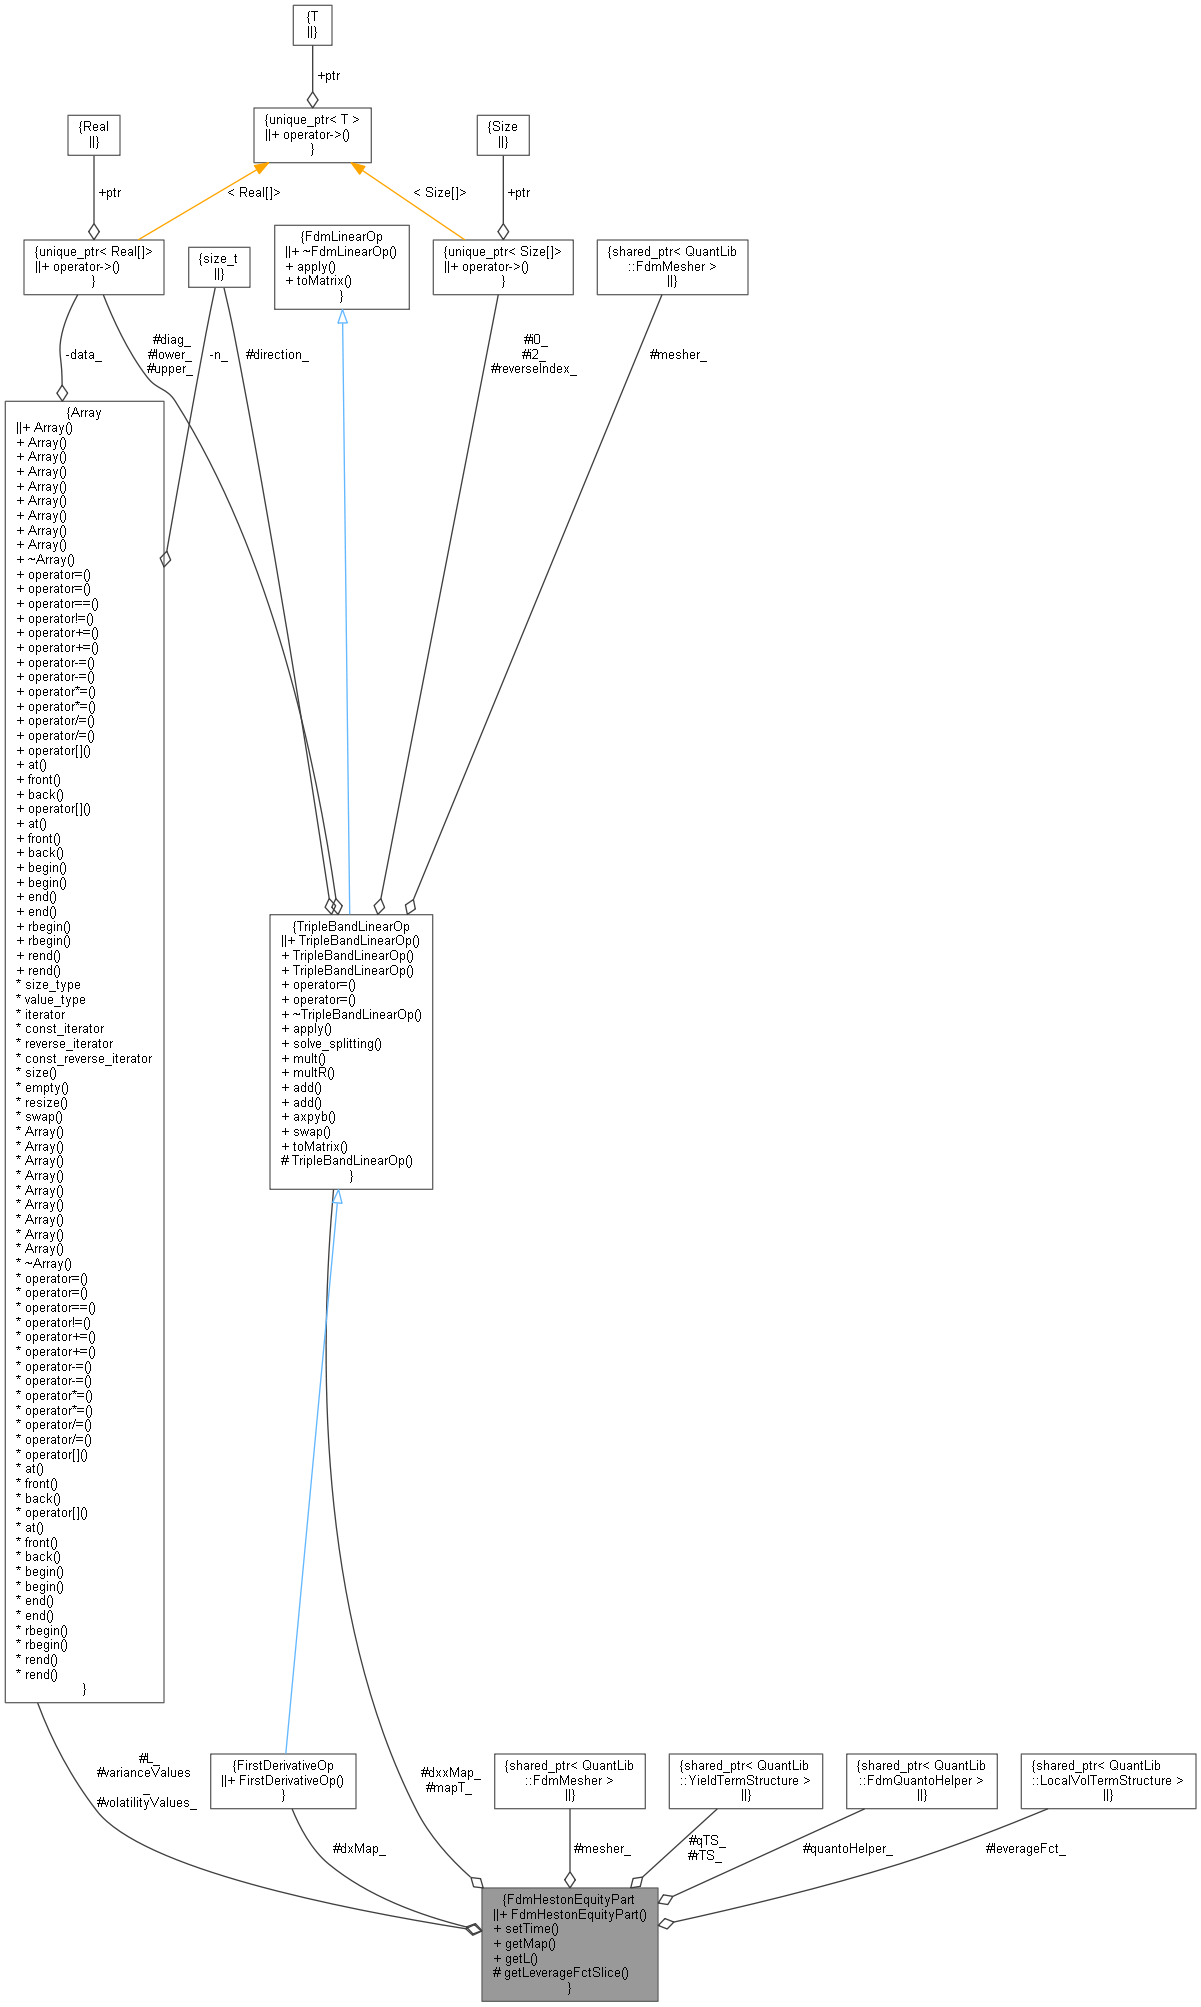 {T
||}
+ptr
{unique_ptr< T >
||+ operator->()
}
{Real
||}
{Size
||}
+ptr
< Real[]>
< Size[]>
+ptr
{unique_ptr< Real[]>
||+ operator->()
}
{size_t
||}
{FdmLinearOp
||+ ~FdmLinearOp()
+ apply()
+ toMatrix()
}
{unique_ptr< Size[]>
||+ operator->()
}
{shared_ptr< QuantLib
::FdmMesher >
||}
-data_
#diag_
#lower_
#upper_
-n_
#direction_
#i0_
#i2_
#reverseIndex_
#mesher_
{Array
||+ Array()
+ Array()
+ Array()
+ Array()
+ Array()
+ Array()
+ Array()
+ Array()
+ Array()
+ ~Array()
+ operator=()
+ operator=()
+ operator==()
+ operator!=()
+ operator+=()
+ operator+=()
+ operator-=()
+ operator-=()
+ operator*=()
+ operator*=()
+ operator/=()
+ operator/=()
+ operator[]()
+ at()
+ front()
+ back()
+ operator[]()
+ at()
+ front()
+ back()
+ begin()
+ begin()
+ end()
+ end()
+ rbegin()
+ rbegin()
+ rend()
+ rend()
* size_type
* value_type
* iterator
* const_iterator
* reverse_iterator
* const_reverse_iterator
* size()
* empty()
* resize()
* swap()
* Array()
* Array()
* Array()
* Array()
* Array()
* Array()
* Array()
* Array()
* Array()
* ~Array()
* operator=()
* operator=()
* operator==()
* operator!=()
* operator+=()
* operator+=()
* operator-=()
* operator-=()
* operator*=()
* operator*=()
* operator/=()
* operator/=()
* operator[]()
* at()
* front()
* back()
* operator[]()
* at()
* front()
* back()
* begin()
* begin()
* end()
* end()
* rbegin()
* rbegin()
* rend()
* rend()
}
{TripleBandLinearOp
||+ TripleBandLinearOp()
+ TripleBandLinearOp()
+ TripleBandLinearOp()
+ operator=()
+ operator=()
+ ~TripleBandLinearOp()
+ apply()
+ solve_splitting()
+ mult()
+ multR()
+ add()
+ add()
+ axpyb()
+ swap()
+ toMatrix()
# TripleBandLinearOp()
}
#L_
#varianceValues
_
#volatilityValues_
{FirstDerivativeOp
||+ FirstDerivativeOp()
}
#dxxMap_
#mapT_
{shared_ptr< QuantLib
::FdmMesher >
||}
{shared_ptr< QuantLib
::YieldTermStructure >
||}
{shared_ptr< QuantLib
::FdmQuantoHelper >
||}
{shared_ptr< QuantLib
::LocalVolTermStructure >
||}
#dxMap_
#mesher_
#qTS_
#rTS_
#quantoHelper_
#leverageFct_
{FdmHestonEquityPart
||+ FdmHestonEquityPart()
+ setTime()
+ getMap()
+ getL()
# getLeverageFctSlice()
}